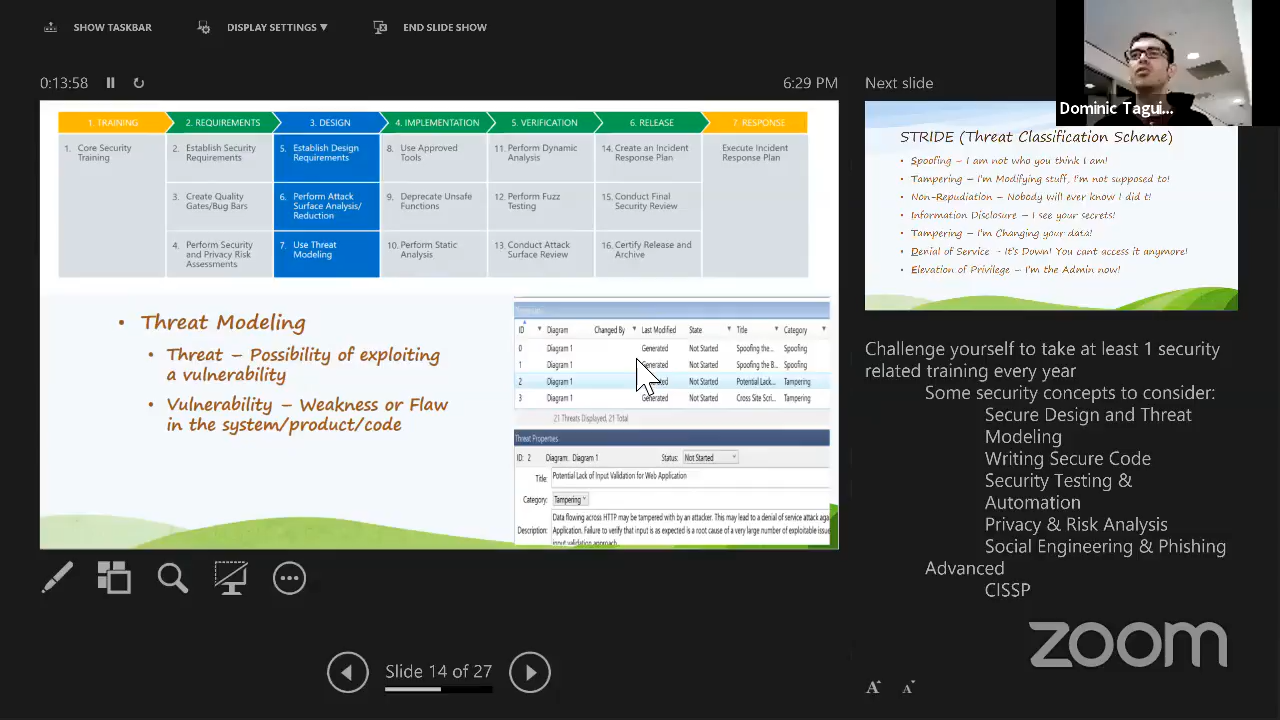 SHOW TASKBAR
DISPLAY SETTINGS ▼
END SLIDE SHOW
0:13:58
6:29 PM
1. TRAINING
2. REQUIREMENTS
3. DESIGN
4. IMPLEMENTATION
5. VERIFICATION
6. RELEASE
7. RESPONSE
1. Core Security
Training
2. Establish Security
Requirements
3. Create Quality
Gates/Bug Bars
4. Perform Security
and Privacy Risk
Assessments
5. Establish Design
Requirements
6. Perform Attack
Surface Analysis/
Reduction
7. Use Threat
Modeling
8. Use Approved
Tools
9. Deprecate Unsafe
Functions
10. Perform Static
Analysis
11. Perform Dynamic
Analysis
12. Perform Fuzz
Testing
13. Conduct Attack
Surface Review
14. Create an Incident
Response Plan
15. Conduct Final
Security Review
16. Certify Release and
Archive
Execute Incident
Response Plan
• Threat Modeling
• Threat – Possibility of exploiting
a vulnerability
• Vulnerability – Weakness or Flaw
in the system/product/code
ID Diagram Changed By Last Modified State Title Category
0 Diagram 1 Generated Not Started Spoofing the... Spoofing
1 Diagram 1 Generated Not Started Spoofing the B... Spoofing
2 Diagram 1 Not Started Potential Lack... Tampering
3 Diagram 1 Generated Not Started Cross Site Scri... Tampering
21 Threats Displayed, 21 Total
Threat Properties
ID: 2 Diagram: Diagram 1 Status: Not Started
Title: Potential Lack of Input Validation for Web Application
Category: Tampering
Data flowing across HTTP may be tampered with by an attacker. This may lead to a denial of service attack aga
Description: Application. Failure to verify that input is as expected is a root cause of a very large number of exploitable issue
input validation approach.
Slide 14 of 27
Next slide
Dominic Tagui...
STRIDE (Threat Classification Scheme)
• Spoofing – I am not who you think I am!
• Tampering – I'm Modifying stuff, I'm not supposed to!
• Non-Repudiation – Nobody will ever know I did it!
• Information Disclosure – I see your secrets!
• Tampering – I'm Changing your data!
• Denial of Service - It's Down! You cant access it anymore!
• Elevation of Privilege – I'm the Admin now!
Challenge yourself to take at least 1 security
related training every year
Some security concepts to consider:
Secure Design and Threat
Modeling
Writing Secure Code
Security Testing &
Automation
Privacy & Risk Analysis
Social Engineering & Phishing
Advanced
CISSP
zoom
A A